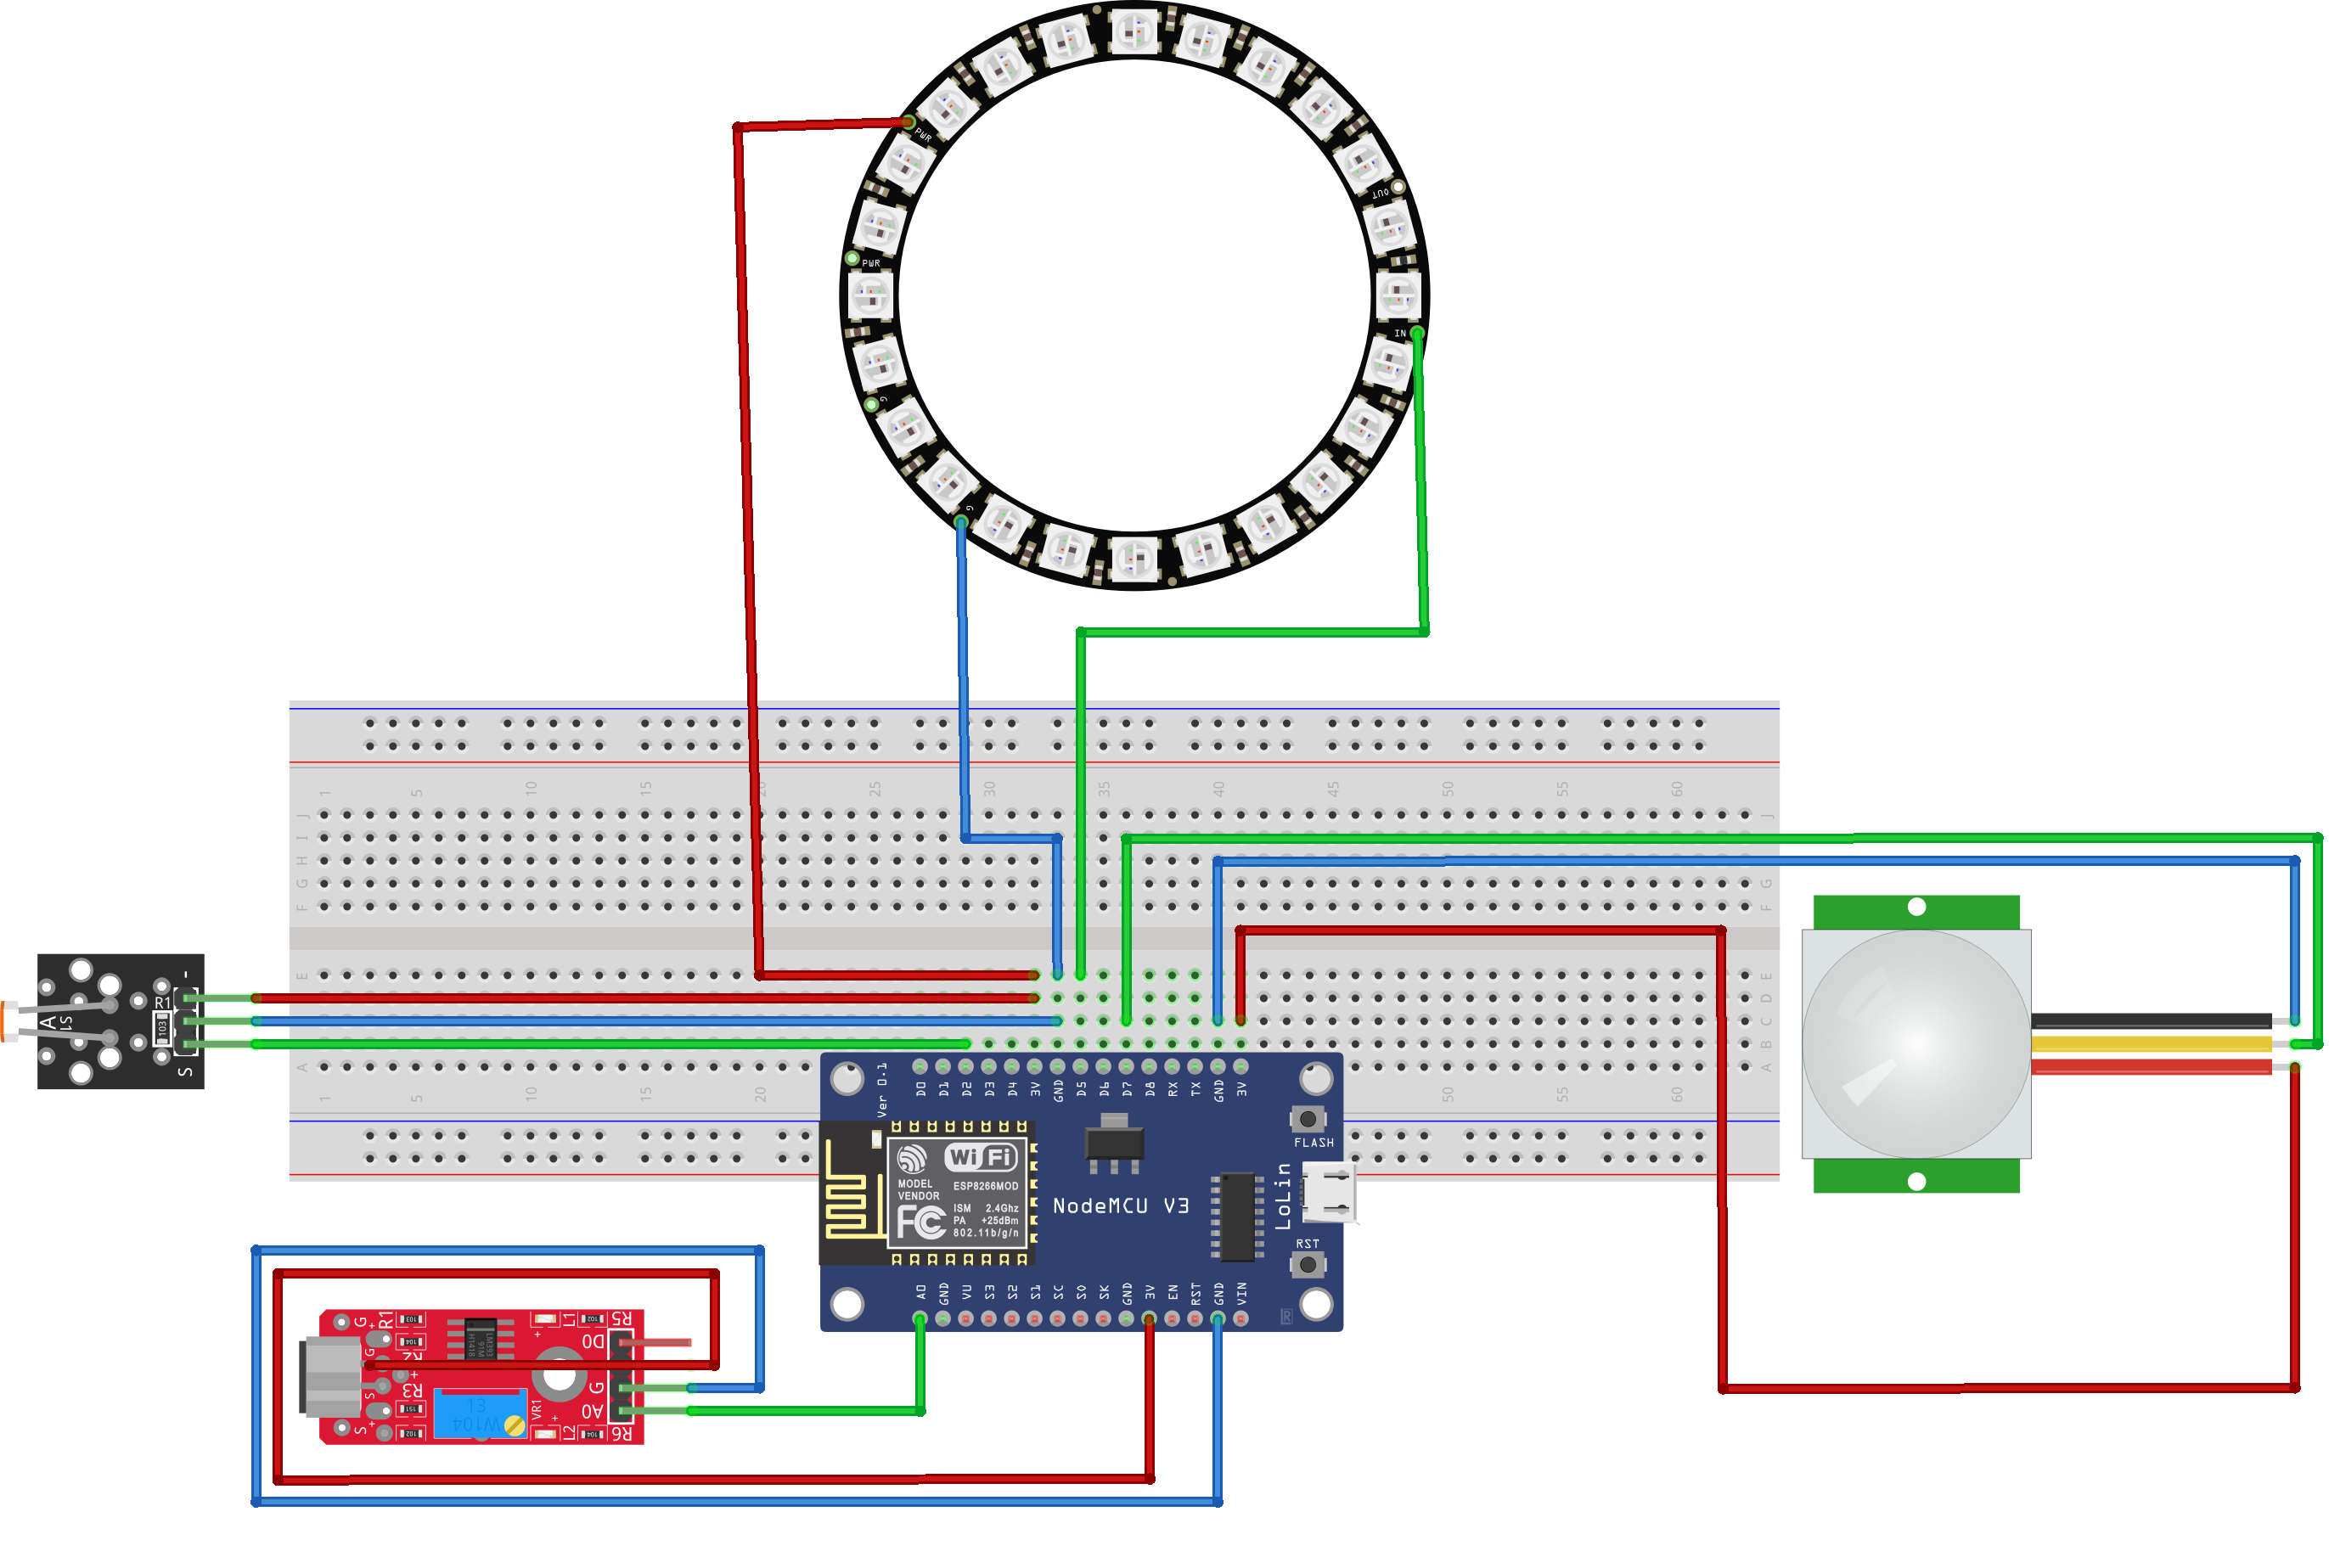 PWR
OUT
PWR
IN
G
G
1 5 10 15 20 25 30 35 40 45 50 55 60
J J
I
H
G G
F F
E E
D D
C C
B B
A A
1 5 10 15 20 50 55 60
-
R1
103
S1
A
S
Ver 0.1
D0 D1 D2 D3 D4 3V GND D5 D6 D7 D8 RX TX GND 3V
FLASH
WiFi
MODEL
VENDOR
ESP8266MOD
FC
ISM 2.4Ghz
PA +25dBm
802.11b/g/n
NodeMCU V3
LoLin
RST
A0 GND VU S3 S2 S1 SC S0 SK GND 3V EN RST GND VIN
R
G
+
R1
103
L1
102
R5
104
R2
LM393
D0
G
+
S
R3
G
151
13
W104
VR1
A0
S
+
102
L2
104
R6